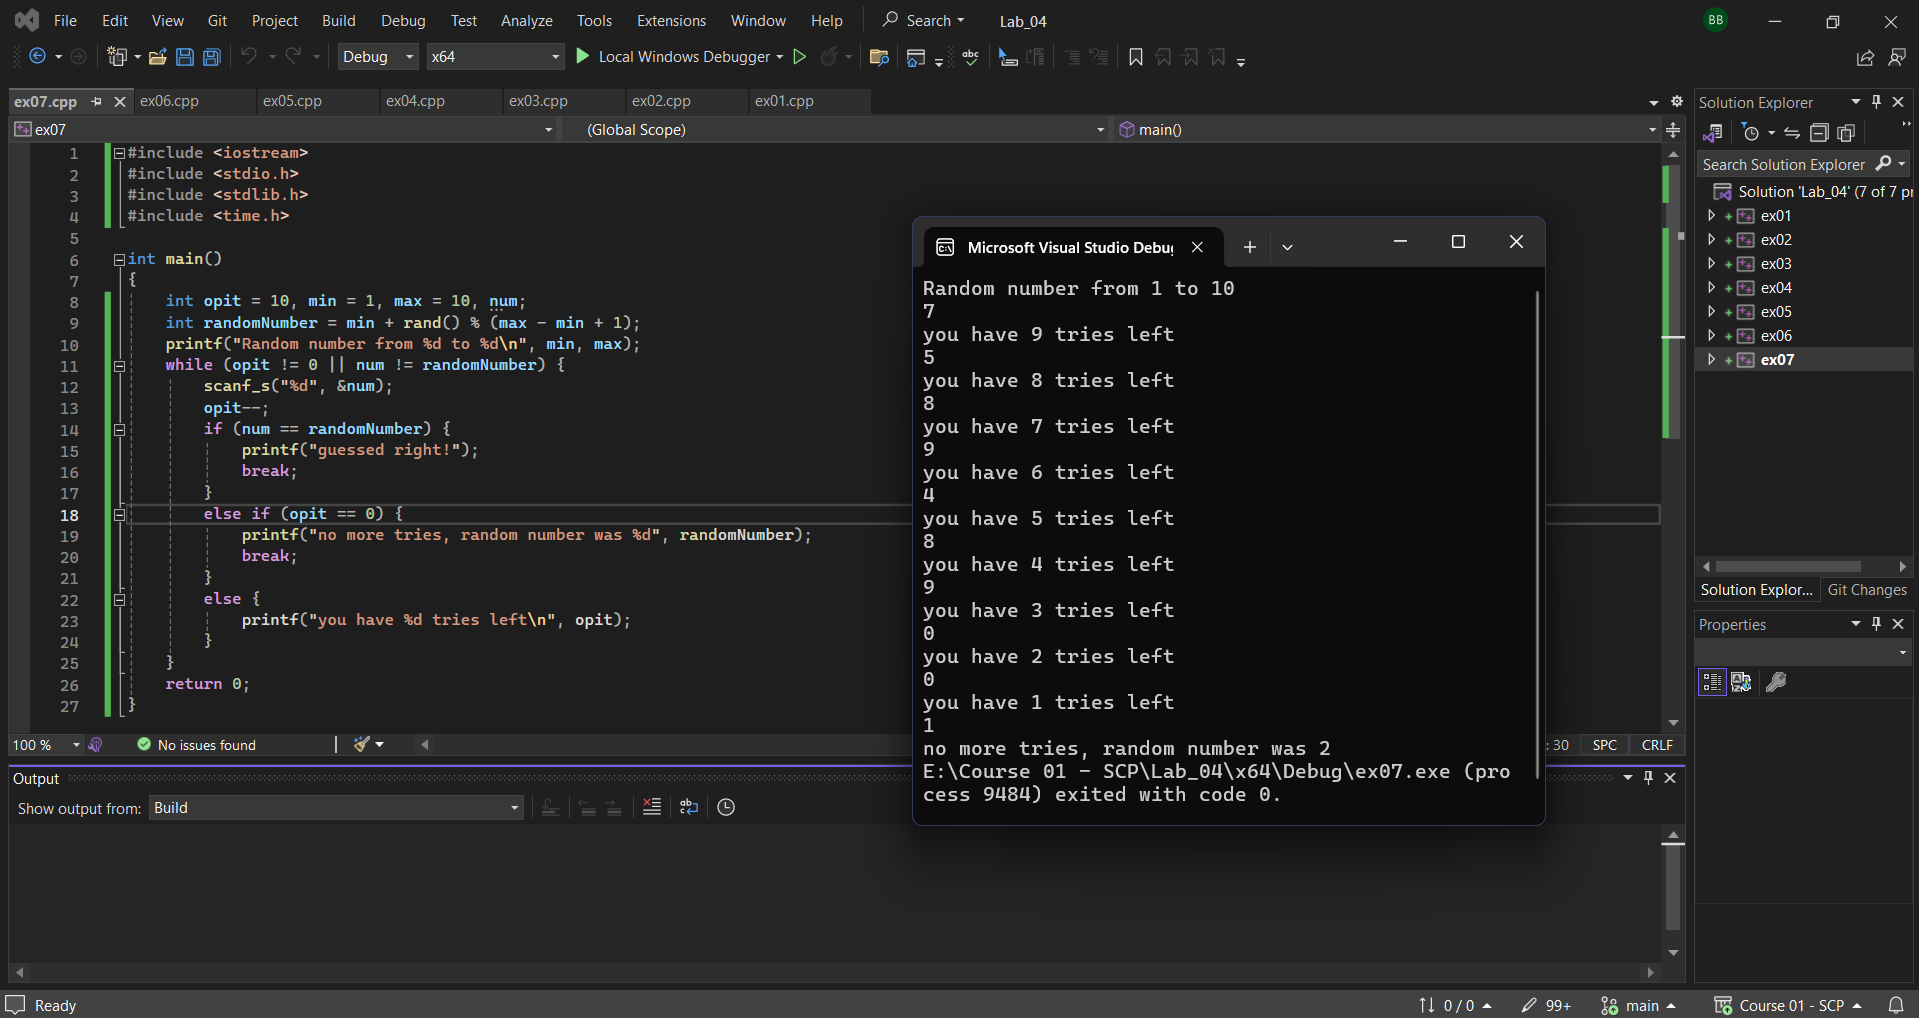 File Edit View Git Project Build Debug Test Analyze Tools Extensions Window Help Search Lab_04 BB
Debug x64 Local Windows Debugger abc
ex07.cpp ex06.cpp ex05.cpp ex04.cpp ex03.cpp ex02.cpp ex01.cpp
ex07 (Global Scope) main()
1 #include <iostream>
2 #include <stdio.h>
3 #include <stdlib.h>
4 #include <time.h>
5
6 int main()
7 {
8 int opit = 10, min = 1, max = 10, num;
9 int randomNumber = min + rand() % (max - min + 1);
10 printf("Random number from %d to %d\n", min, max);
11 while (opit != 0 || num != randomNumber) {
12 scanf_s("%d", &num);
13 opit--;
14 if (num == randomNumber) {
15 printf("guessed right!");
16 break;
17 }
18 else if (opit == 0) {
19 printf("no more tries, random number was %d", randomNumber);
20 break;
21 }
22 else {
23 printf("you have %d tries left\n", opit);
24 }
25 }
26 return 0;
27 }
100 % No issues found : 30 SPC CRLF
Microsoft Visual Studio Debu
Random number from 1 to 10
7
you have 9 tries left
5
you have 8 tries left
8
you have 7 tries left
9
you have 6 tries left
4
you have 5 tries left
8
you have 4 tries left
9
you have 3 tries left
0
you have 2 tries left
0
you have 1 tries left
1
no more tries, random number was 2
E:\Course 01 - SCP\Lab_04\x64\Debug\ex07.exe (pro
cess 9484) exited with code 0.
Output
Show output from: Build
Solution Explorer
Search Solution Explorer
Solution 'Lab_04' (7 of 7 pr
ex01
ex02
ex03
ex04
ex05
ex06
ex07
Solution Explor... Git Changes
Properties
Ready 0 / 0 99+ main Course 01 - SCP